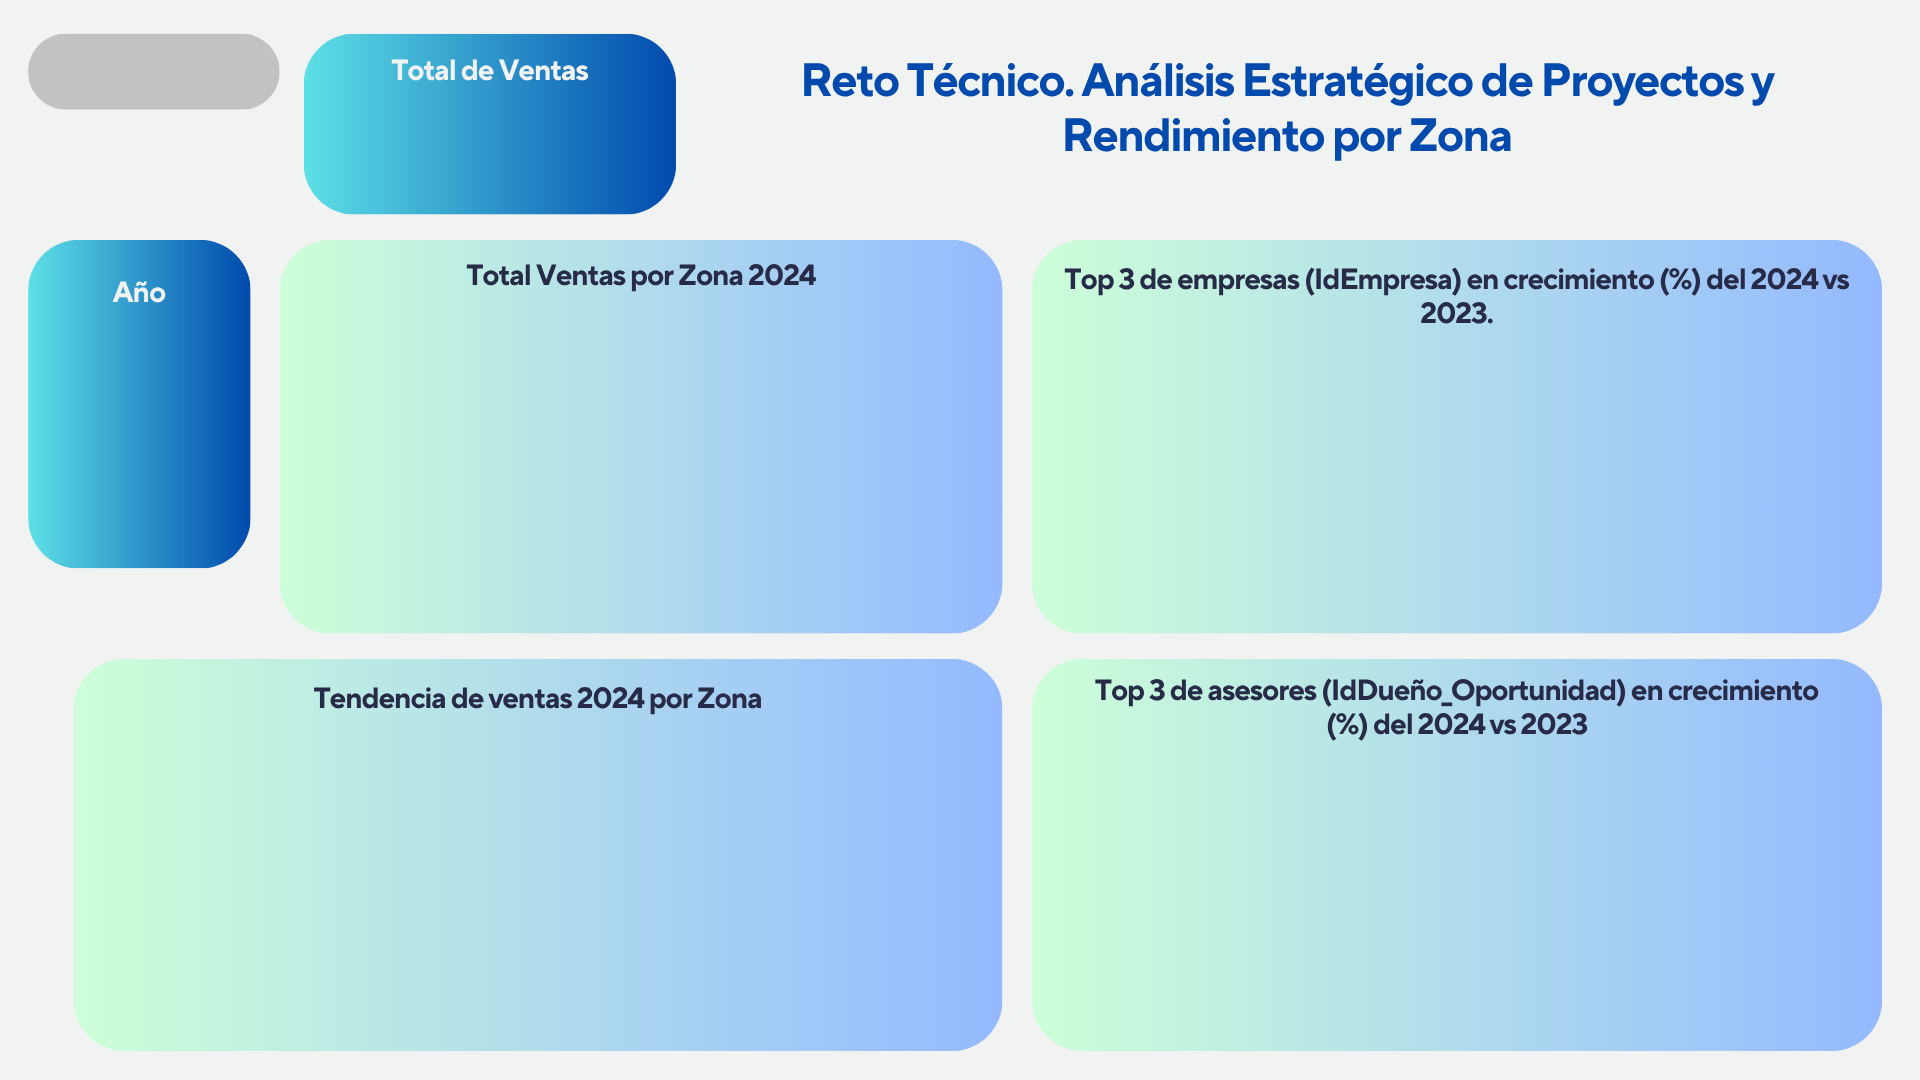 Total de Ventas
Reto Técnico. Análisis Estratégico de Proyectos y
Rendimiento por Zona
Año
Total Ventas por Zona 2024
Top 3 de empresas (IdEmpresa) en crecimiento (%) del 2024 vs
2023.
Tendencia de ventas 2024 por Zona
Top 3 de asesores (IdDueño_Oportunidad) en crecimiento
(%) del 2024 vs 2023